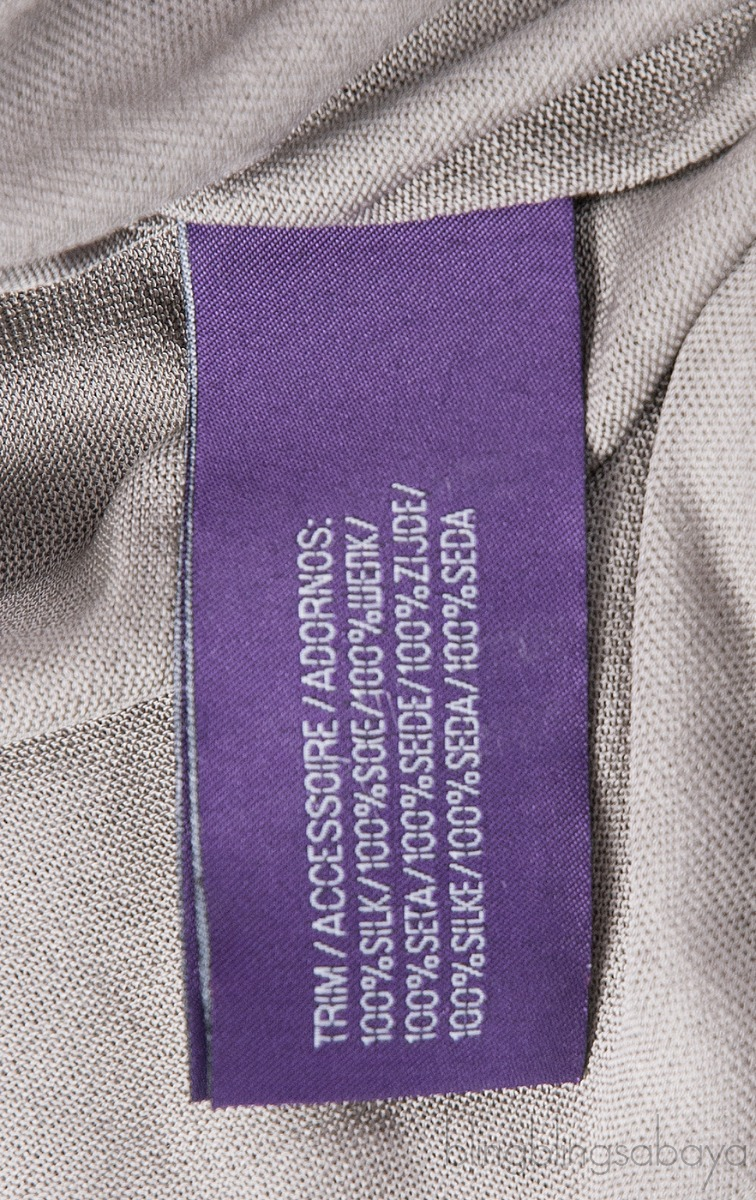 TRIM / ACCESSOIRE / ADORNOS:
100%SILK/100%SOIE/100%ШЕЛК/
100%SETA/100%SEIDE/100%ZIJDE/
100%SILKE/100%SEDA/100%SEDA
blingblingsabaya